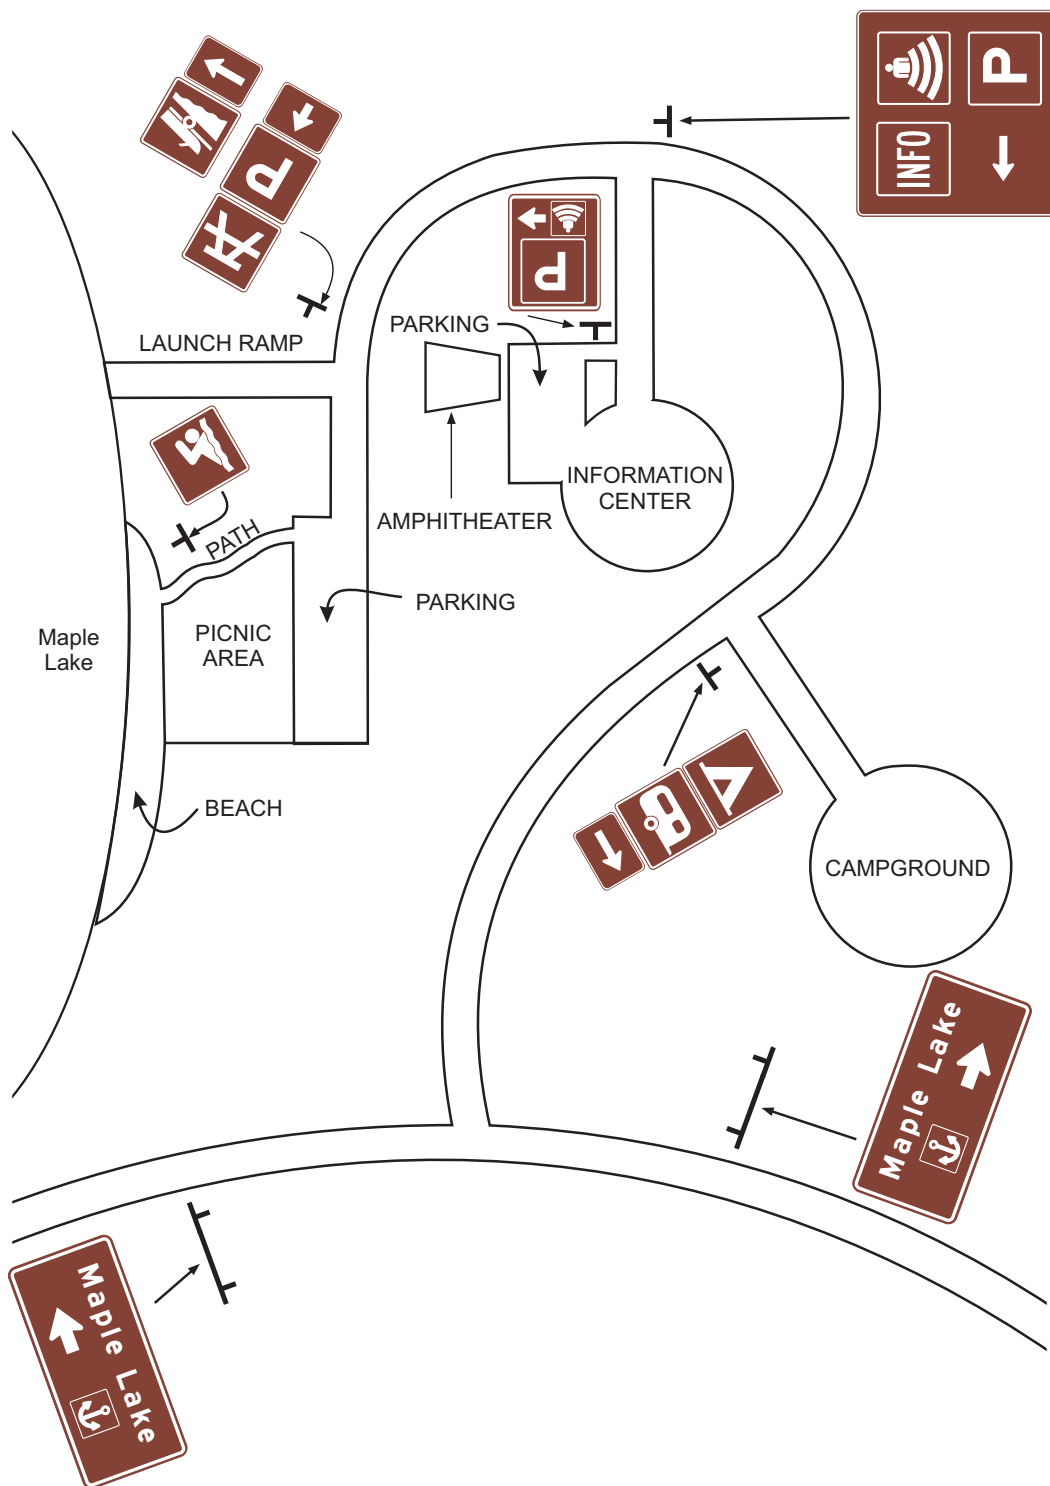 P
INFO
P
P
LAUNCH RAMP
PARKING
INFORMATION
CENTER
AMPHITHEATER
PATH
PARKING
PICNIC
AREA
Maple
Lake
BEACH
CAMPGROUND
Maple Lake
Maple Lake